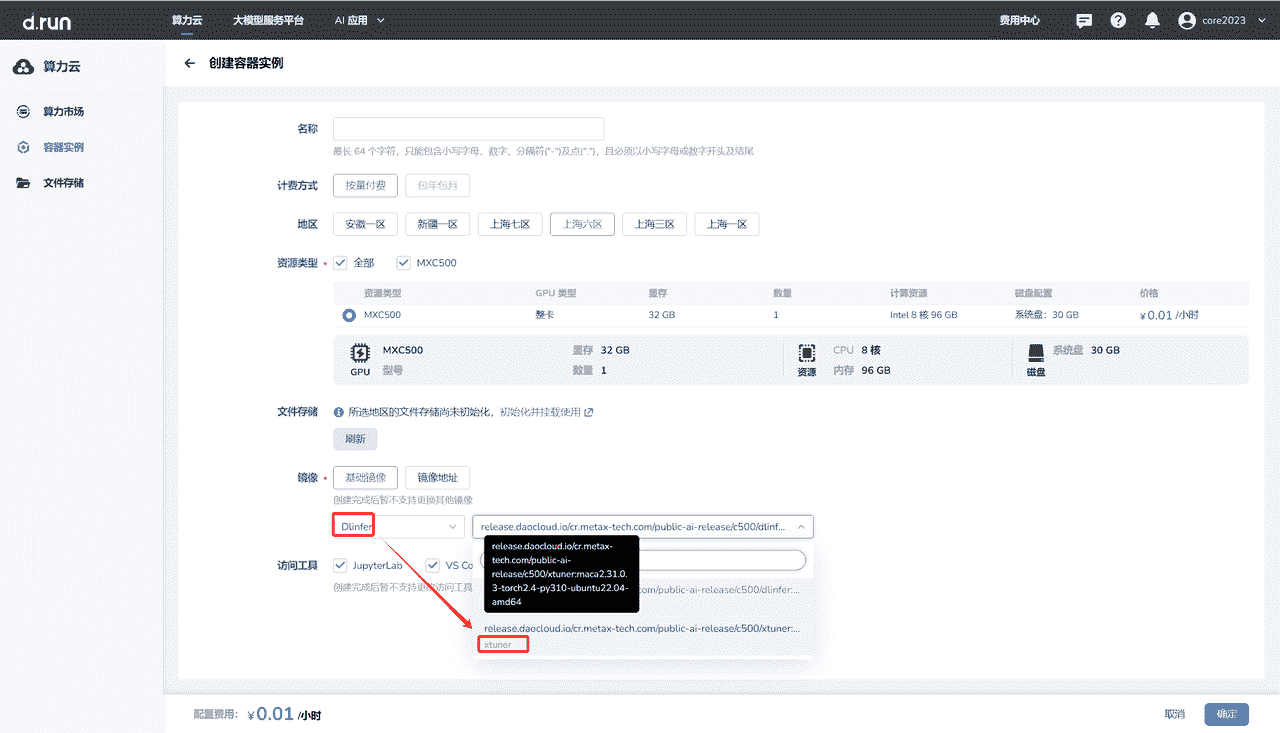 d.run 算力云 大模型服务平台 AI 应用 费用中心 core2023
算力云
创建容器实例
算力市场
容器实例
文件存储
名称
最长 64 个字符，只能包含小写字母、数字、分隔符("-")及点(".")，且必须以小写字母或数字开头及结尾
计费方式 按量付费 包年包月
地区 安徽一区 新疆一区 上海七区 上海六区 上海三区 上海一区
资源类型 全部 MXC500
资源类型 GPU 类型 显存 数量 计算资源 磁盘配置 价格
MXC500 整卡 32 GB 1 Intel 8 核 96 GB 系统盘：30 GB ¥0.01 /小时
MXC500 显存 32 GB CPU 8 核 系统盘 30 GB
GPU 型号 数量 1 资源 内存 96 GB 磁盘
文件存储 所选地区的文件存储尚未初始化，初始化并挂载使用
刷新
镜像 • 基础镜像 镜像地址
创建完成后暂不支持更换其他镜像
Dlinfer release.daocloud.io/cr.metax-tech.com/public-ai-release/c500/dlinf...
release.daocloud.io/cr.metax-
tech.com/public-ai-
release/c500/xtuner:maca2.31.0.
3-torch2.4-py310-ubuntu22.04-
amd64
访问工具 JupyterLab VS Co
创建完成后暂不支持更改访问工具
om/public-ai-release/c500/dlinfer:...
release.daocloud.io/cr.metax-tech.com/public-ai-release/c500/xtuner:...
xtuner
配置费用： ¥0.01 /小时 取消 确定